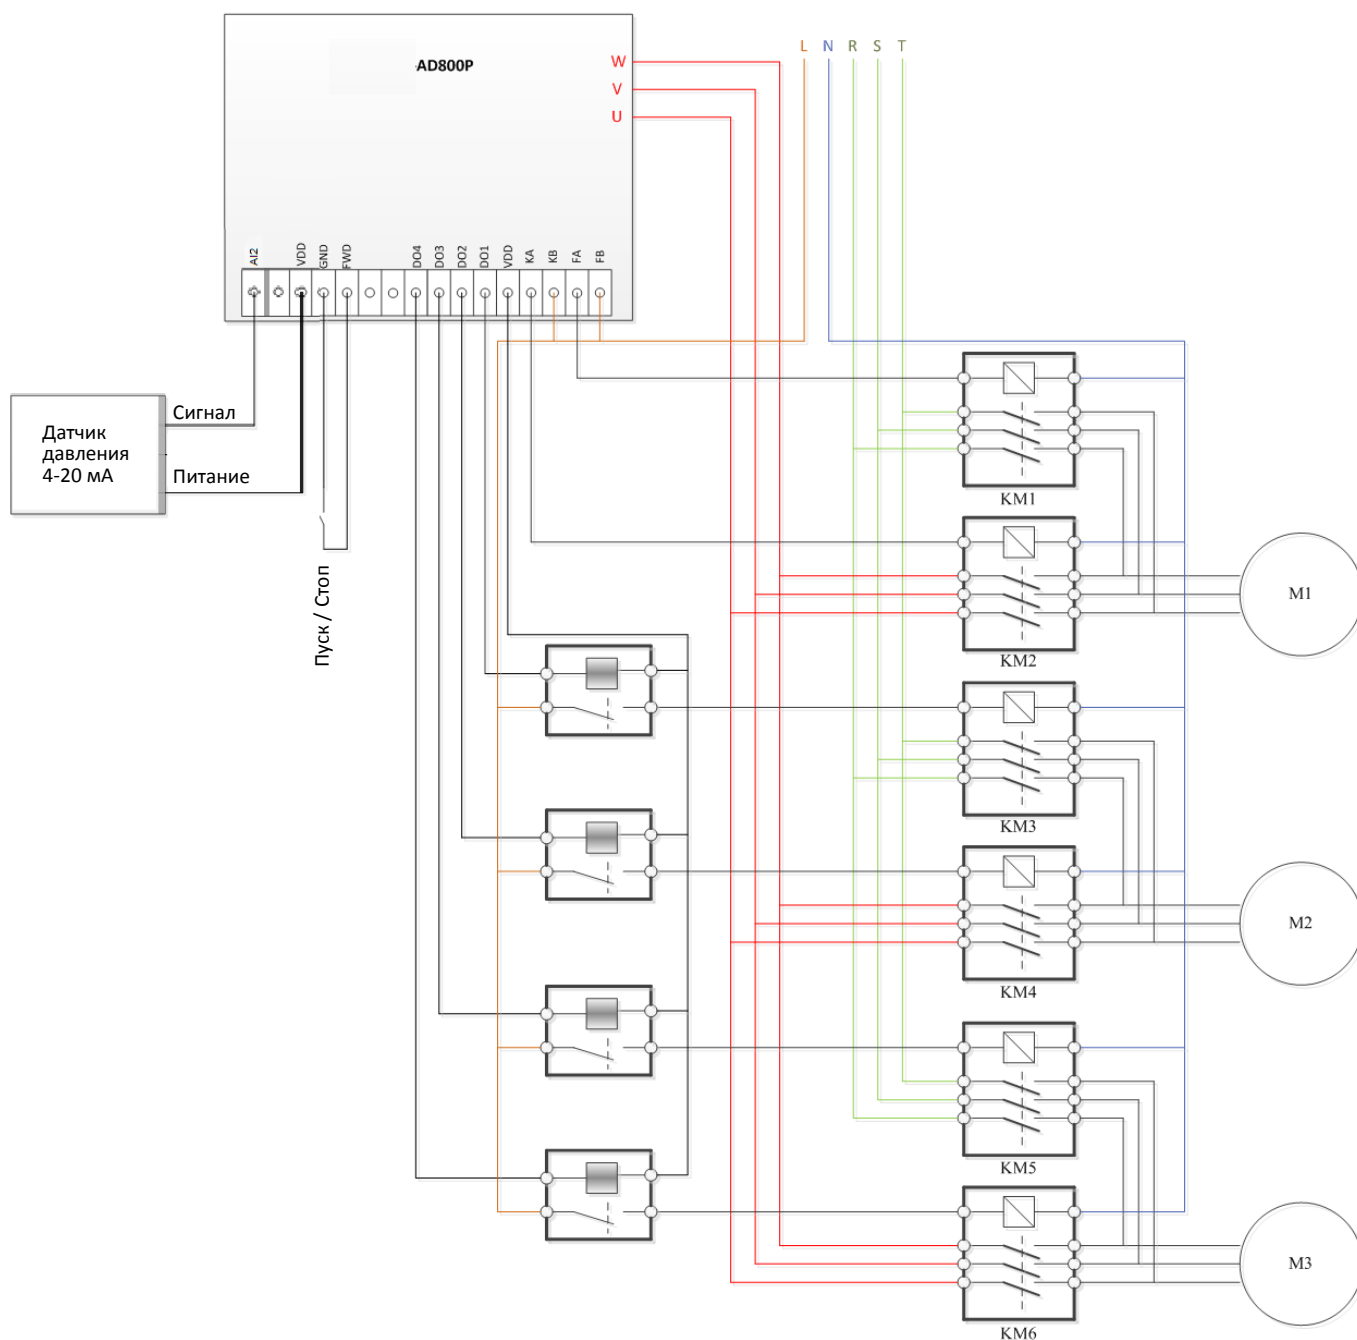 AD800P
W
V
U
L N R S T
AI2 VDD GND FWD DO4 DO3 DO2 DO1 VDD KA KB FA FB
Датчик
давления
4-20 мА
Сигнал
Питание
Пуск / Стоп
KM1
KM2
M1
KM3
KM4
M2
KM5
KM6
M3